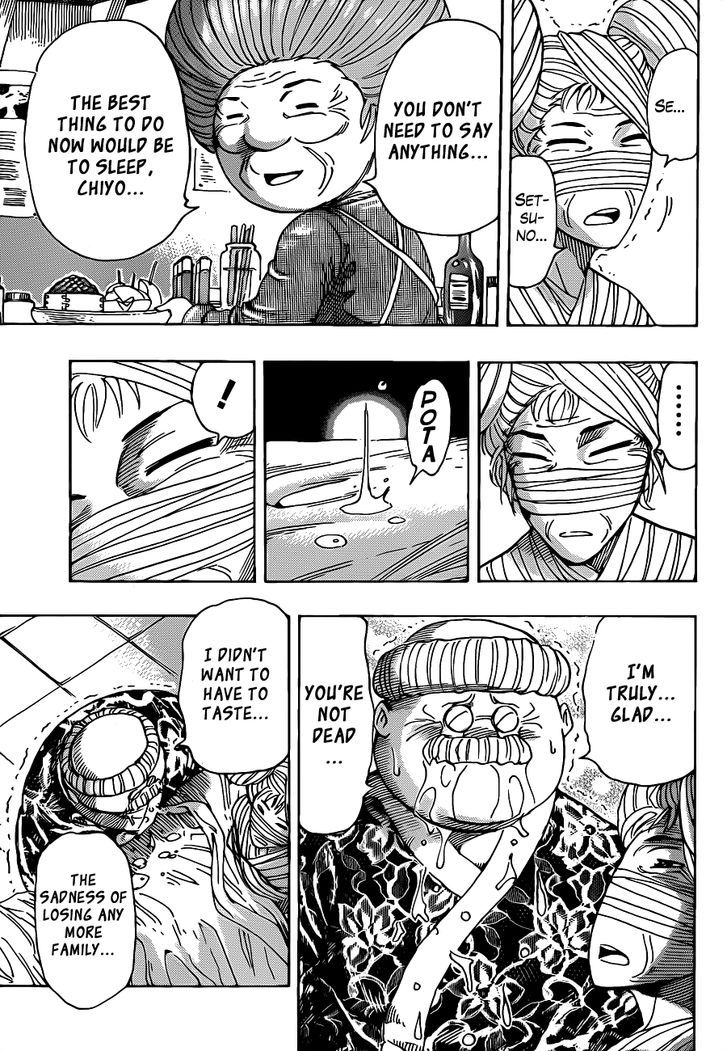 SE...
SET-
SU-
NO...
YOU DON'T
NEED TO SAY
ANYTHING...
THE BEST
THING TO DO
NOW WOULD BE
TO SLEEP,
CHIYO...
......
POTA
!
I'M
TRULY...
GLAD...
YOU'RE
NOT
DEAD
...
I DIDN'T
WANT TO
HAVE TO
TASTE...
THE
SADNESS OF
LOSING ANY
MORE
FAMILY...